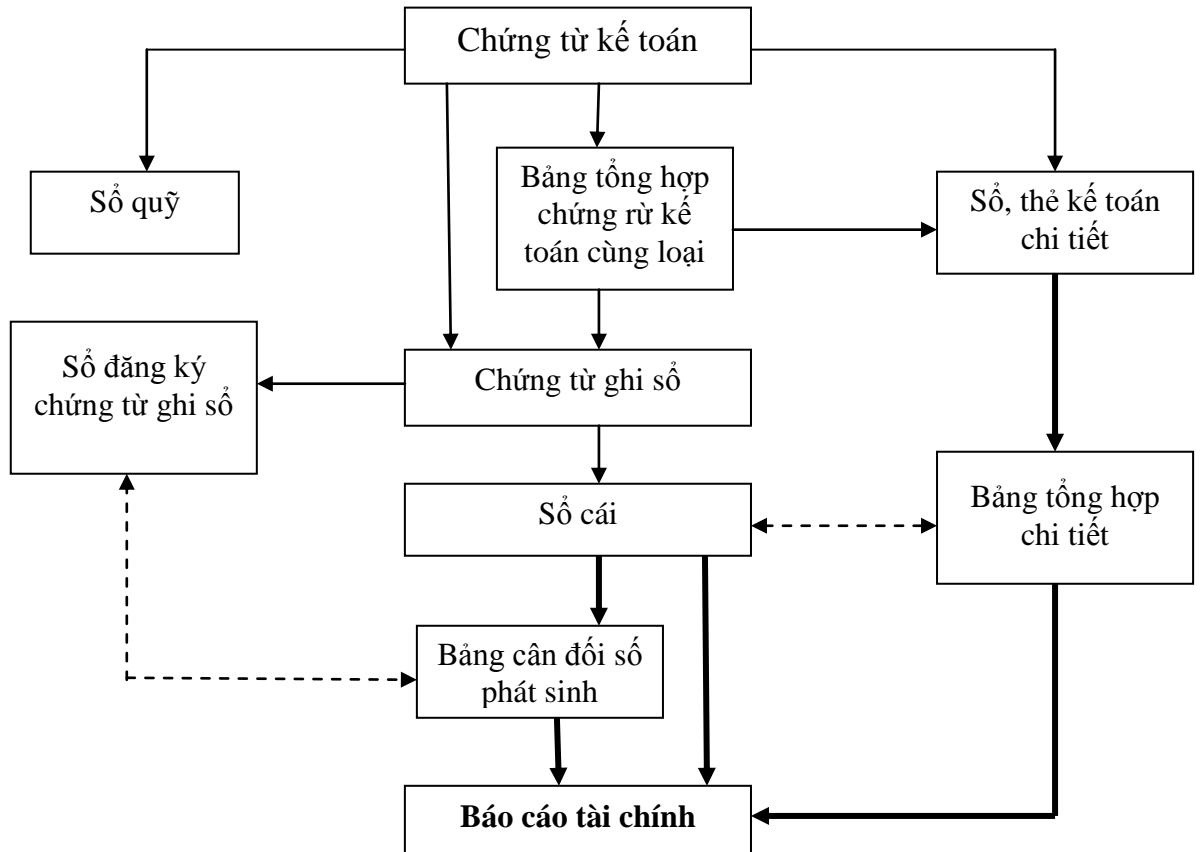 Chứng từ kế toán
Sổ quỹ
Bảng tổng hợp
chứng rừ kế
toán cùng loại
Sổ, thẻ kế toán
chi tiết
Sổ đăng ký
chứng từ ghi sổ
Chứng từ ghi sổ
Sổ cái
Bảng tổng hợp
chi tiết
Bảng cân đối số
phát sinh
Báo cáo tài chính